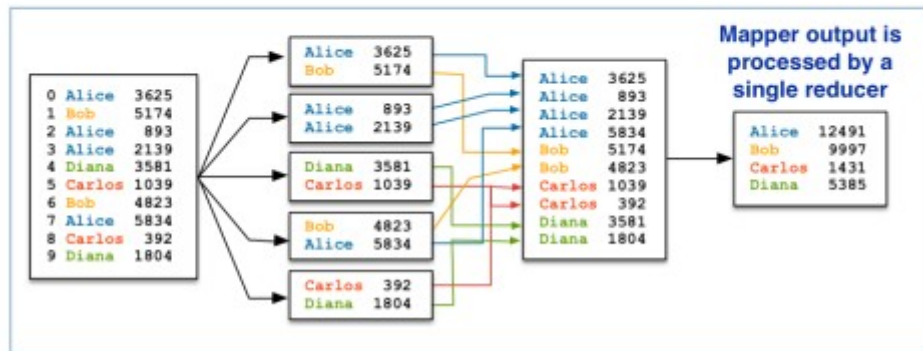 0 Alice 3625
1 Bob 5174
2 Alice 893
3 Alice 2139
4 Diana 3581
5 Carlos 1039
6 Bob 4823
7 Alice 5834
8 Carlos 392
9 Diana 1804
Alice 3625
Bob 5174
Alice 893
Alice 2139
Diana 3581
Carlos 1039
Bob 4823
Alice 5834
Carlos 392
Diana 1804
Alice 3625
Alice 893
Alice 2139
Alice 5834
Bob 5174
Bob 4823
Carlos 1039
Carlos 392
Diana 3581
Diana 1804
Mapper output is
processed by a
single reducer
Alice 12491
Bob 9997
Carlos 1431
Diana 5385